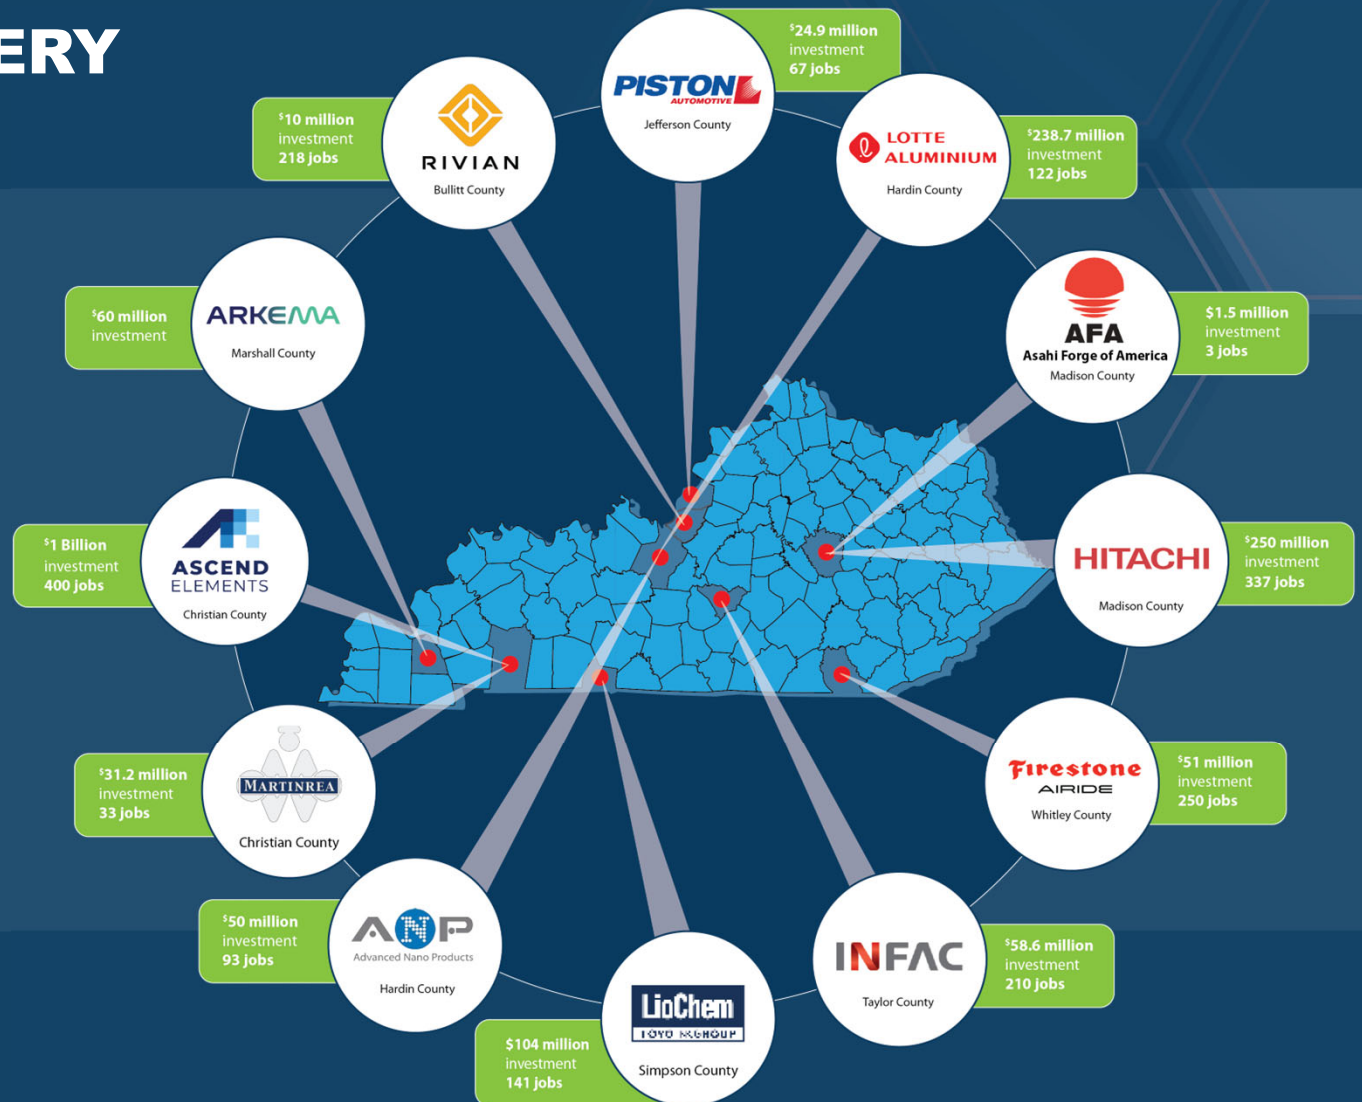 ERY
$24.9 million
investment
67 jobs
PISTON
AUTOMOTIVE
Jefferson County
$10 million
investment
218 jobs
RIVIAN
Bullitt County
LOTTE
ALUMINIUM
Hardin County
$238.7 million
investment
122 jobs
$60 million
investment
ARKEMA
Marshall County
AFA
Asahi Forge of America
Madison County
$1.5 million
investment
3 jobs
$1 Billion
investment
400 jobs
ASCEND
ELEMENTS
Christian County
HITACHI
Madison County
$250 million
investment
337 jobs
$31.2 million
investment
33 jobs
MARTINREA
Christian County
Firestone
AIRIDE
Whitley County
$51 million
investment
250 jobs
$50 million
investment
93 jobs
ANP
Advanced Nano Products
Hardin County
INFAC
Taylor County
$58.6 million
investment
210 jobs
$104 million
investment
141 jobs
LioChem
TOYO INK GROUP
Simpson County